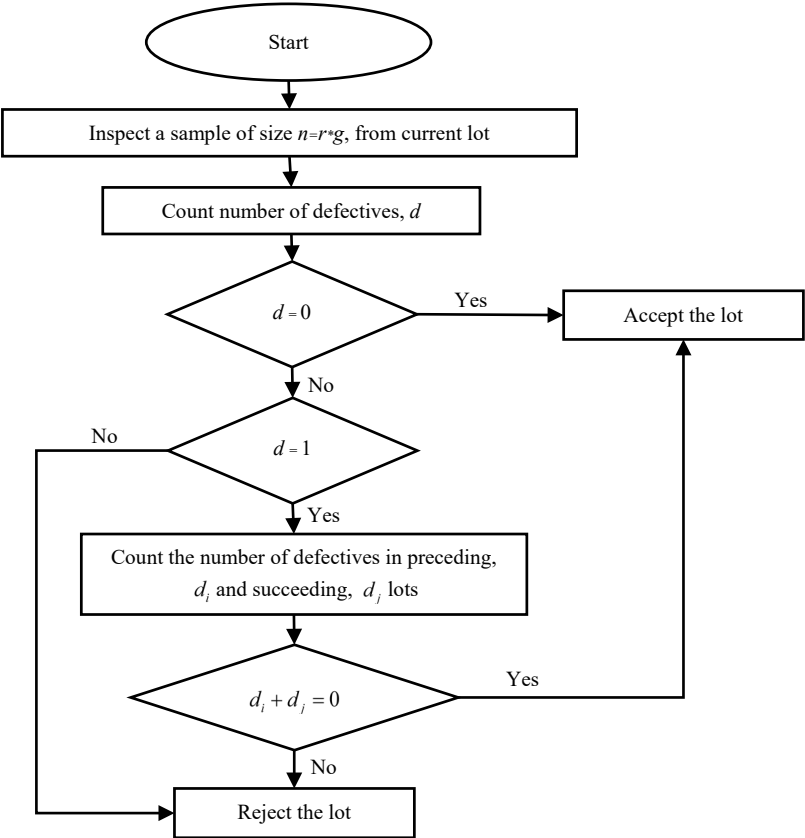 Start
Inspect a sample of size n=r*g, from current lot
Count number of defectives, d
d = 0
Yes
Accept the lot
No
No
d = 1
Yes
Count the number of defectives in preceding,
d_i and succeeding, d_j lots
d_i + d_j = 0
Yes
No
Reject the lot